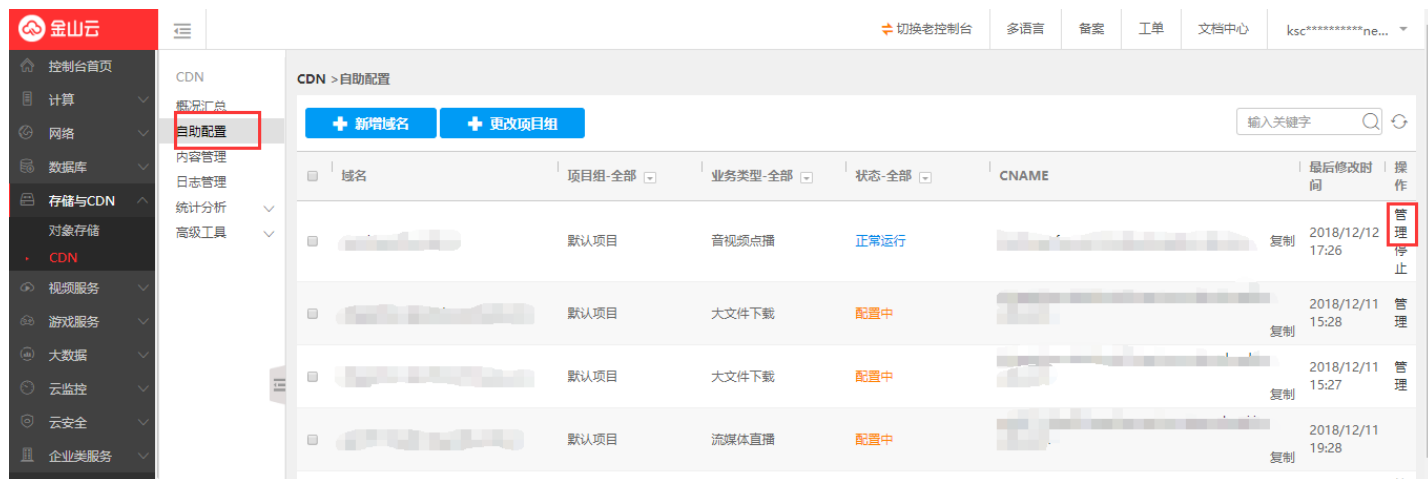 金山云
切换老控制台 多语言 备案 工单 文档中心 ksc**********ne...
控制台首页
计算
网络
数据库
存储与CDN
对象存储
CDN
视频服务
游戏服务
大数据
云监控
云安全
企业类服务
CDN
概况汇总
自助配置
内容管理
日志管理
统计分析
高级工具
CDN >自助配置
新增域名 更改项目组 输入关键字
域名 项目组-全部 业务类型-全部 状态-全部 CNAME 最后修改时间 操作
默认项目 音视频点播 正常运行 复制 2018/12/12 17:26 管理 停止
默认项目 大文件下载 配置中 复制 2018/12/11 15:28 管理
默认项目 大文件下载 配置中 复制 2018/12/11 15:27 管理
默认项目 流媒体直播 配置中 复制 2018/12/11 19:28